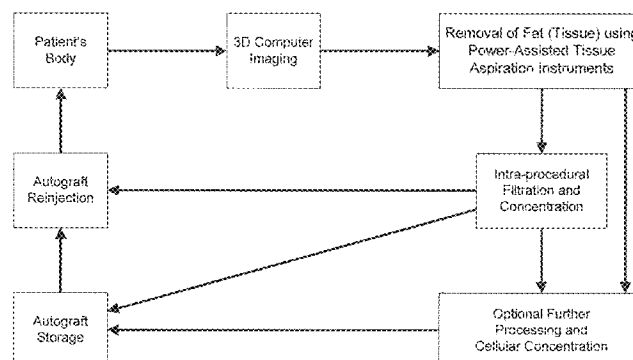 Patient's
Body
3D Computer
Imaging
Removal of Fat (Tissue) using
Power-Assisted Tissue
Aspiration Instruments
Autograft
Reinjection
Intra-procedural
Filtration and
Concentration
Autograft
Storage
Optional Further
Processing and
Cellular Concentration